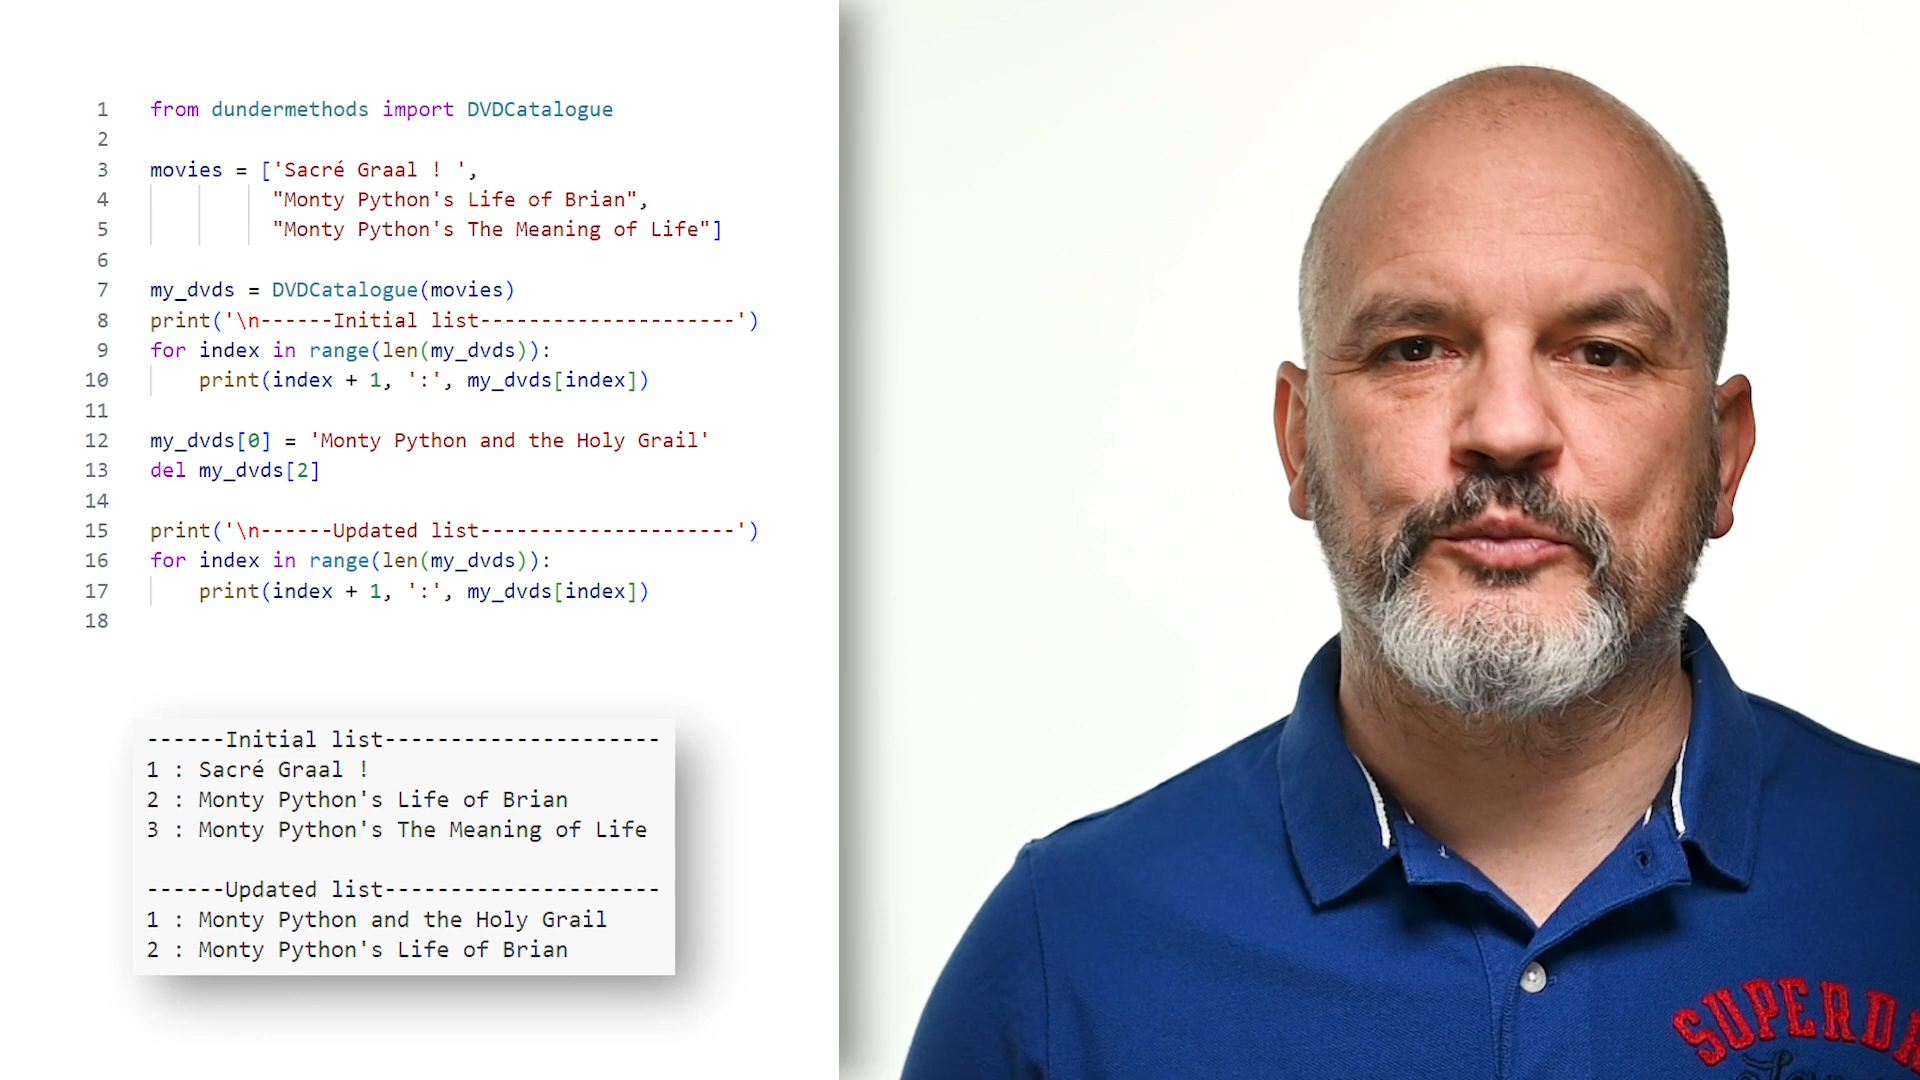 1 from dundermethods import DVDCatalogue
2
3 movies = ['Sacré Graal ! ',
4 "Monty Python's Life of Brian",
5 "Monty Python's The Meaning of Life"]
6
7 my_dvds = DVDCatalogue(movies)
8 print('\n------Initial list---------------------')
9 for index in range(len(my_dvds)):
10 print(index + 1, ':', my_dvds[index])
11
12 my_dvds[0] = 'Monty Python and the Holy Grail'
13 del my_dvds[2]
14
15 print('\n------Updated list---------------------')
16 for index in range(len(my_dvds)):
17 print(index + 1, ':', my_dvds[index])
18
------Initial list---------------------
1 : Sacré Graal !
2 : Monty Python's Life of Brian
3 : Monty Python's The Meaning of Life
------Updated list---------------------
1 : Monty Python and the Holy Grail
2 : Monty Python's Life of Brian